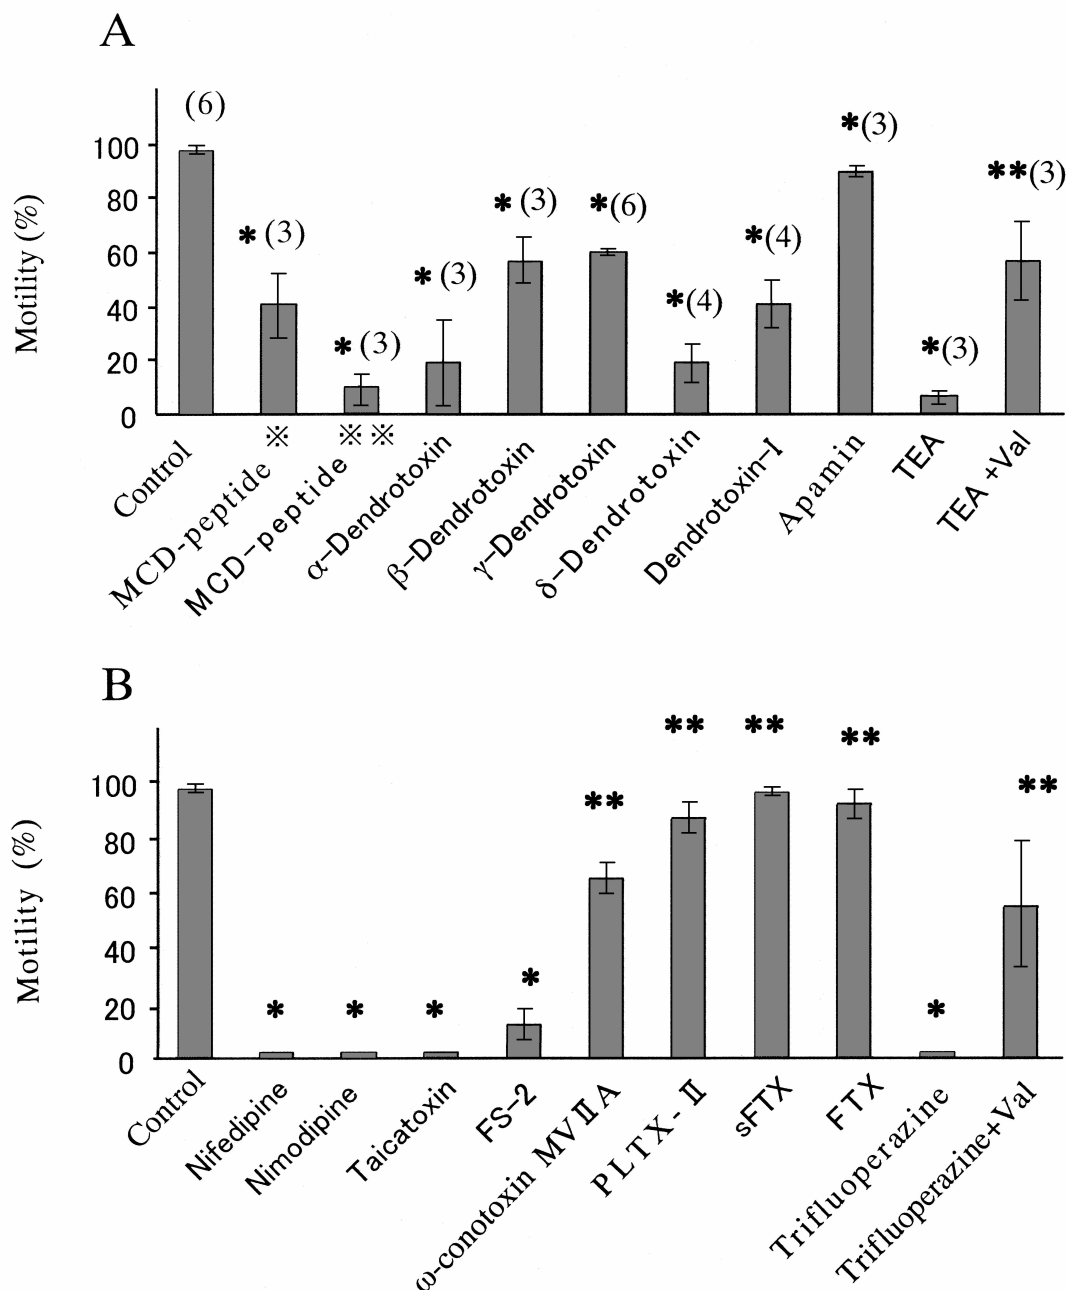 A
(6)
* (3)
* (3)
* (3)
* (3)
*(6)
*(4)
*(4)
*(3)
*(3)
**(3)
Motility (%)
100
80
60
40
20
0
Control
MCD-peptide ※
MCD-peptide ※※
α-Dendrotoxin
β-Dendrotoxin
γ-Dendrotoxin
δ-Dendrotoxin
Dendrotoxin-I
Apamin
TEA
TEA +Val
B
*
*
*
*
**
**
**
**
*
**
Motility (%)
100
80
60
40
20
0
Control
Nifedipine
Nimodipine
Taicatoxin
FS-2
ω-conotoxin MVⅡA
PLTX-Ⅱ
sFTX
FTX
Trifluoperazine
Trifluoperazine+Val